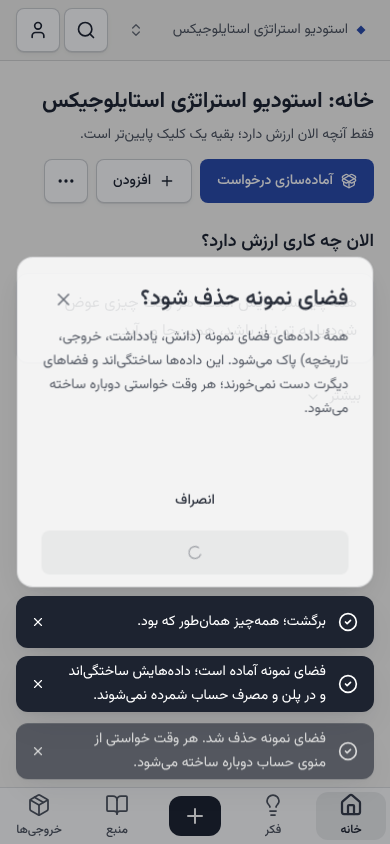 استودیو استراتژی استایلوجیکس
خانه: استودیو استراتژی استایلوجیکس
فقط آنچه الان ارزش دارد؛ بقیه یک کلیک پایین‌تر است.
آماده‌سازی درخواست
افزودن
الان چه کاری ارزش دارد؟
فضای نمونه حذف شود؟
همهٔ داده‌های فضای نمونه (دانش، یادداشت، خروجی،
تاریخچه) پاک می‌شود. این داده‌ها ساختگی‌اند و فضاهای
دیگرت دست نمی‌خورند؛ هر وقت خواستی دوباره ساخته
می‌شود.
بیشتر
انصراف
برگشت؛ همه‌چیز همان‌طور که بود.
فضای نمونه آماده است؛ داده‌هایش ساختگی‌اند
و در پلن و مصرف حساب شمرده نمی‌شوند.
فضای نمونه حذف شد. هر وقت خواستی از
منوی حساب دوباره ساخته می‌شود.
خانه
فکر
منبع
خروجی‌ها